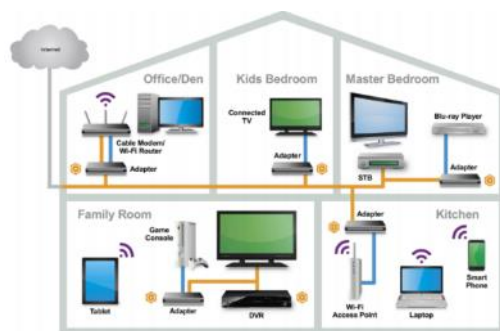 Internet
Office/Den
Kids Bedroom
Master Bedroom
Connected
TV
Blu-ray Player
Cable Modem/
Wi-Fi Router
Adapter
Adapter
STB
Adapter
Family Room
Game
Console
Adapter
Kitchen
Smart
Phone
Tablet
Adapter
DVR
Wi-Fi
Access Point
Laptop